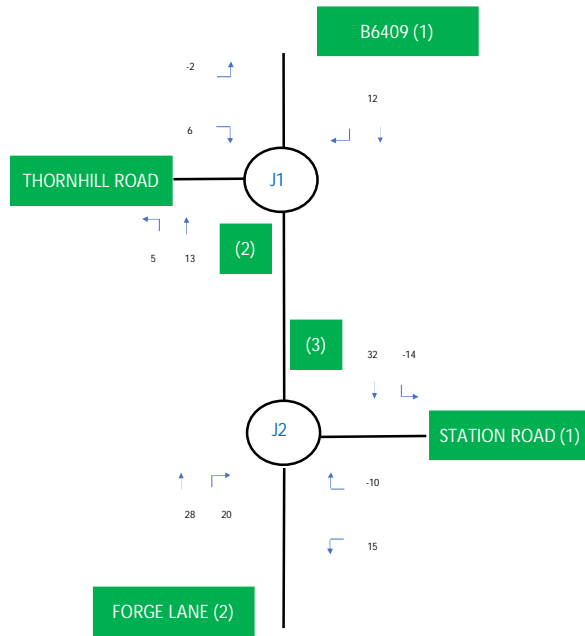 B6409 (1)
-2
12
6
THORNHILL ROAD
J1
(2)
5 13
(3)
32 -14
J2
STATION ROAD (1)
-10
28 20
15
FORGE LANE (2)